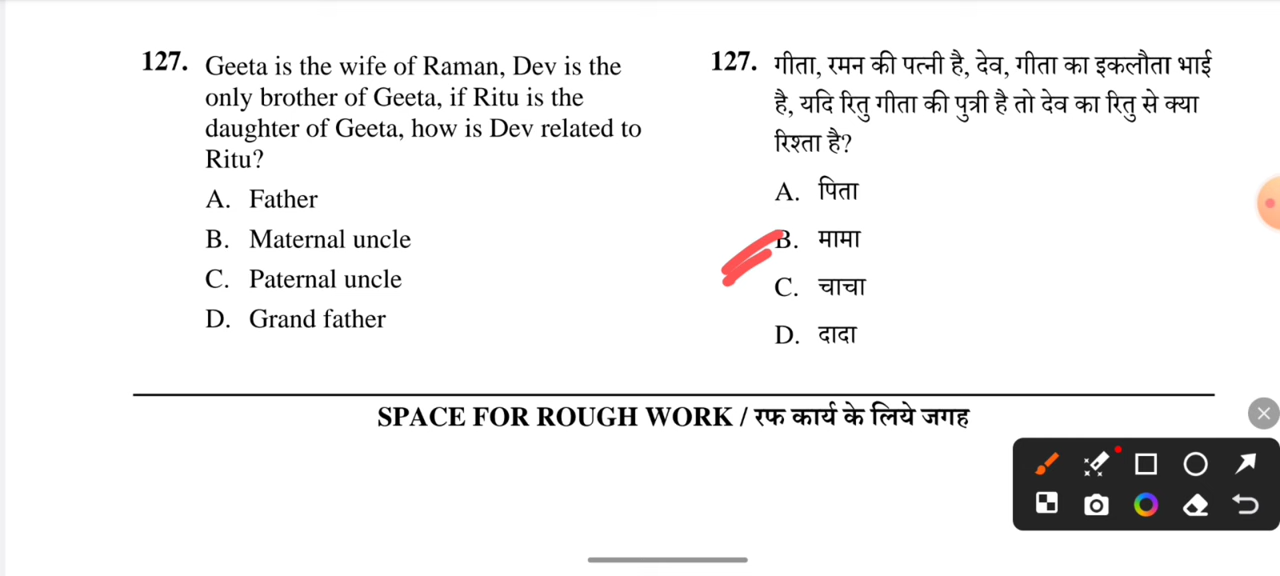 127. Geeta is the wife of Raman, Dev is the
only brother of Geeta, if Ritu is the
daughter of Geeta, how is Dev related to
Ritu?
A. Father
B. Maternal uncle
C. Paternal uncle
D. Grand father
127. गीता, रमन की पत्नी है, देव, गीता का इकलौता भाई
है, यदि रितु गीता की पुत्री है तो देव का रितु से क्या
रिश्ता है?
A. पिता
B. मामा
C. चाचा
D. दादा
SPACE FOR ROUGH WORK / रफ कार्य के लिये जगह